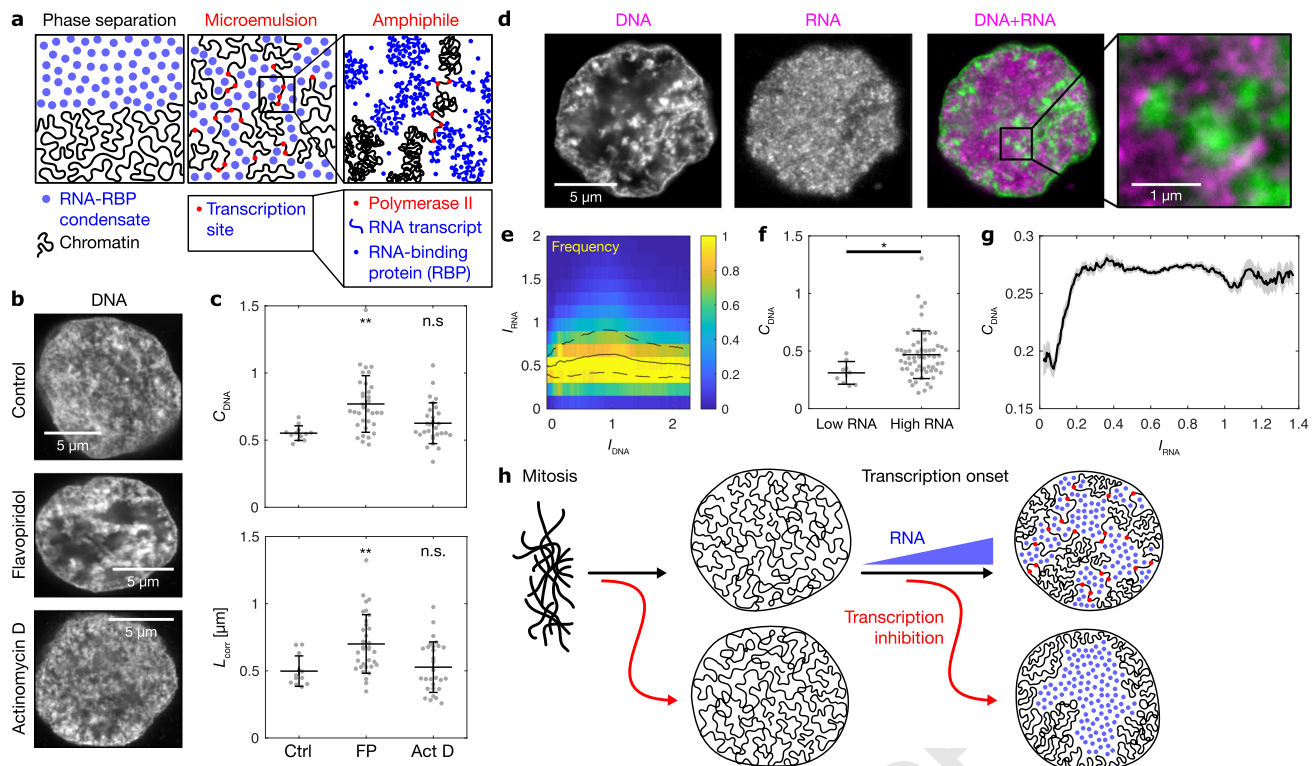 a
Phase separation
Microemulsion
Amphiphile
RNA-RBP
condensate
Chromatin
Transcription
site
Polymerase II
RNA transcript
RNA-binding
protein (RBP)
b
DNA
Control
5 µm
Flavopiridol
5 µm
Actinomycin D
5 µm
c
1.5
1
0.5
0
C_DNA
**
n.s
1.5
1
0.5
0
L_corr [µm]
**
n.s.
Ctrl
FP
Act D
d
DNA
RNA
DNA+RNA
5 µm
1 µm
e
Frequency
2
1.5
1
0.5
0
I_RNA
0
1
2
I_DNA
1
0.8
0.6
0.4
0.2
0
f
1.5
1
0.5
0
C_DNA
*
Low RNA
High RNA
g
0.3
0.25
0.2
0.15
C_DNA
0
0.2
0.4
0.6
0.8
1
1.2
1.4
I_RNA
h
Mitosis
Transcription onset
RNA
Transcription
inhibition